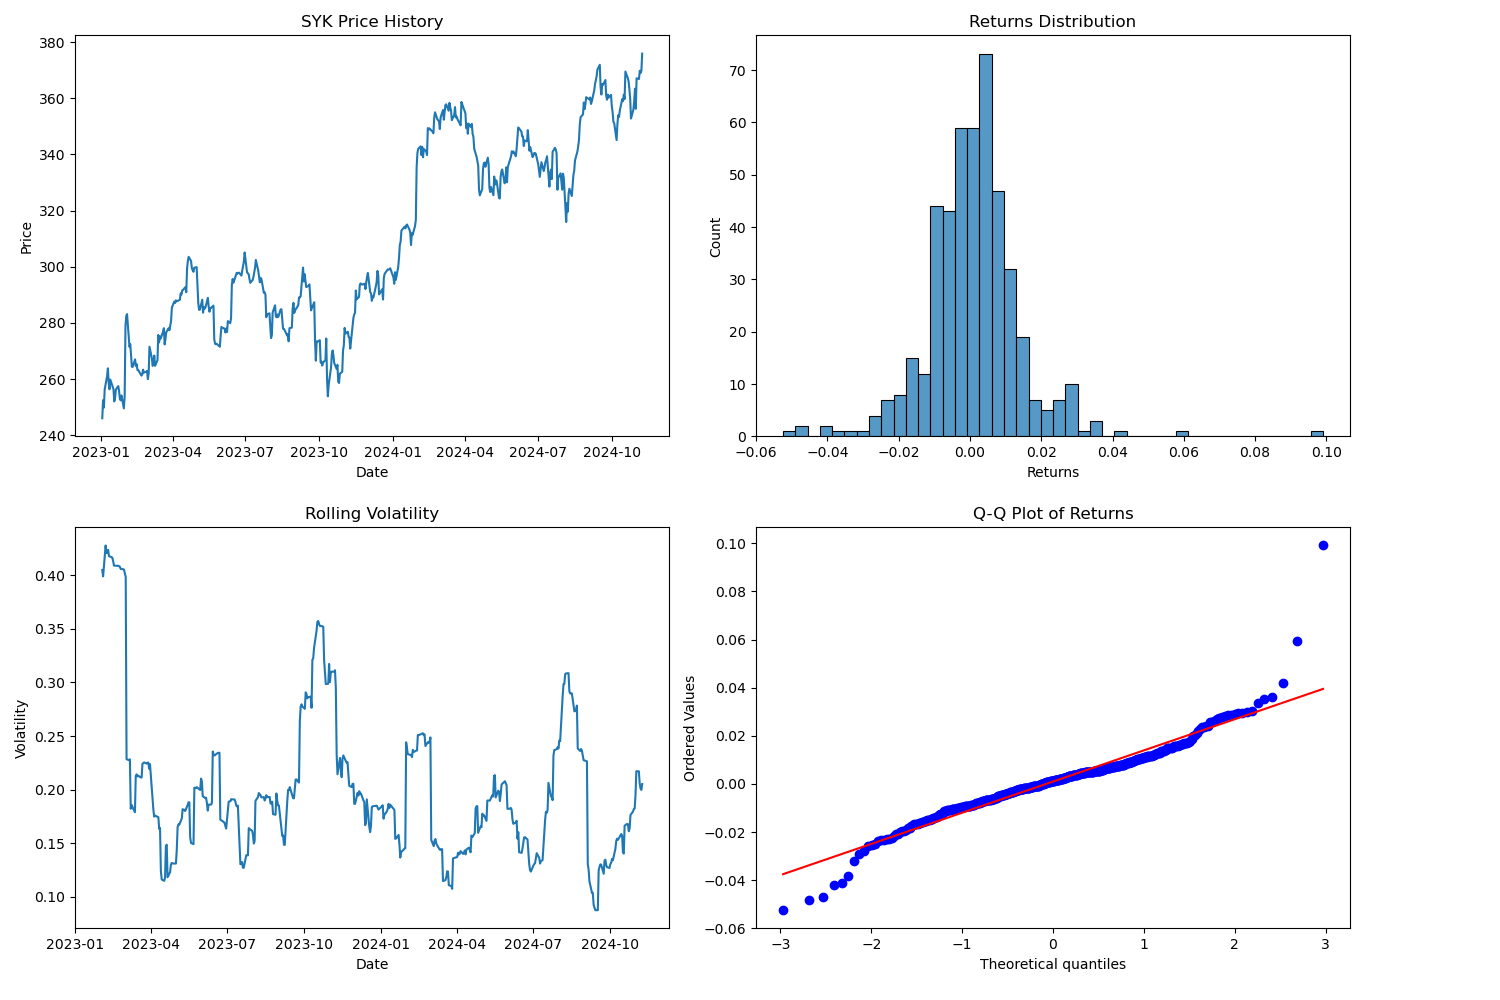 SYK Price History
Price
380
360
340
320
300
280
260
240
2023-01 2023-04 2023-07 2023-10 2024-01 2024-04 2024-07 2024-10
Date
Returns Distribution
Count
70
60
50
40
30
20
10
0
−0.06 −0.04 −0.02 0.00 0.02 0.04 0.06 0.08 0.10
Returns
Rolling Volatility
Volatility
0.40
0.35
0.30
0.25
0.20
0.15
0.10
2023-01 2023-04 2023-07 2023-10 2024-01 2024-04 2024-07 2024-10
Date
Q-Q Plot of Returns
Ordered Values
0.10
0.08
0.06
0.04
0.02
0.00
−0.02
−0.04
−0.06
−3 −2 −1 0 1 2 3
Theoretical quantiles